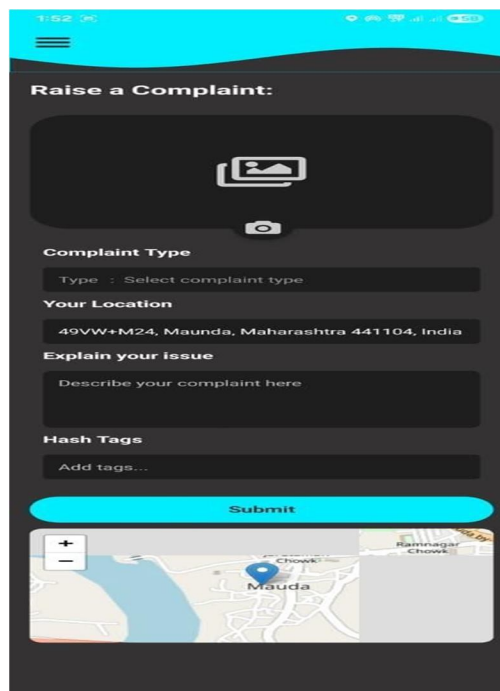 1:52
58
Raise a Complaint:
Complaint Type
Type : Select complaint type
Your Location
49VW+M24, Maunda, Maharashtra 441104, India
Explain your issue
Describe your complaint here
Hash Tags
Add tags...
Submit
+
−
Ramnagar
Chowk
Chowk
Mauda